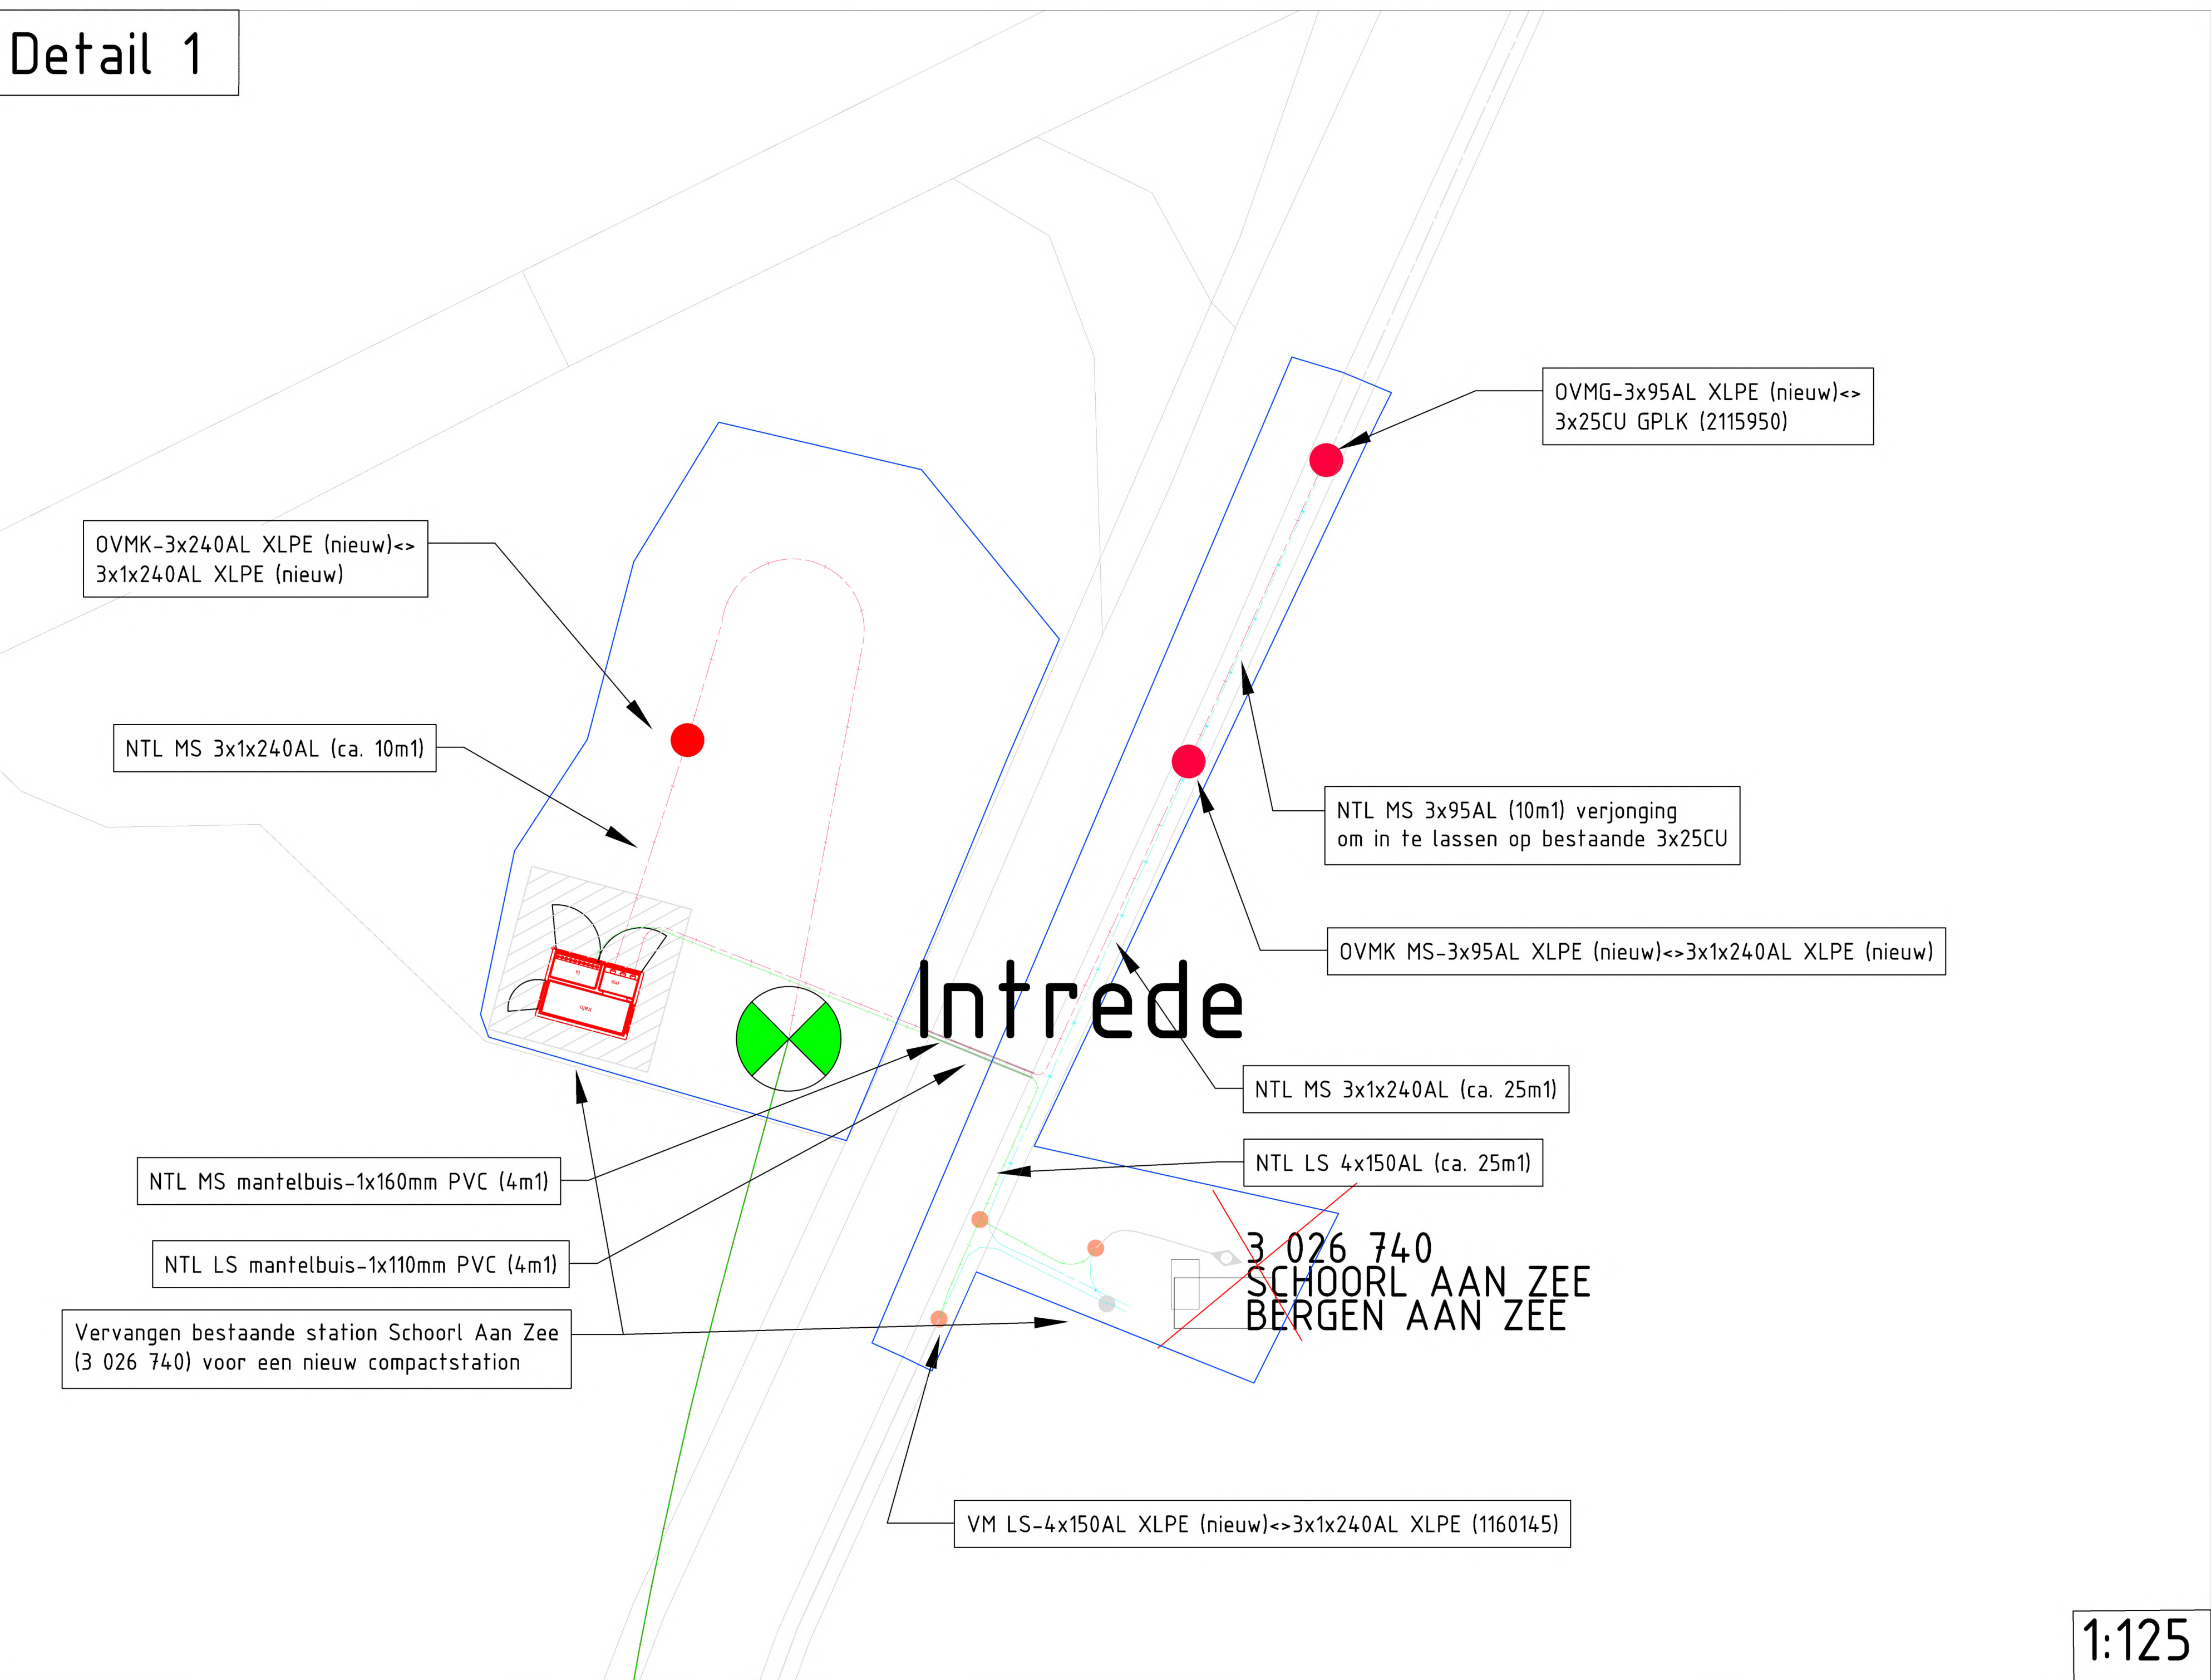 Detail 1
OVMG-3x95AL XLPE (nieuw)<>
3x25CU GPLK (2115950)
OVMK-3x240AL XLPE (nieuw)<>
3x1x240AL XLPE (nieuw)
NTL MS 3x1x240AL (ca. 10m1)
NTL MS 3x95AL (10m1) verjonging
om in te lassen op bestaande 3x25CU
OVMK MS-3x95AL XLPE (nieuw)<>3x1x240AL XLPE (nieuw)
Intrede
NTL MS 3x1x240AL (ca. 25m1)
NTL LS 4x150AL (ca. 25m1)
NTL MS mantelbuis-1x160mm PVC (4m1)
NTL LS mantelbuis-1x110mm PVC (4m1)
3 026 740
SCHOORL AAN ZEE
BERGEN AAN ZEE
Vervangen bestaande station Schoorl Aan Zee
(3 026 740) voor een nieuw compactstation
VM LS-4x150AL XLPE (nieuw)<>3x1x240AL XLPE (1160145)
1:125